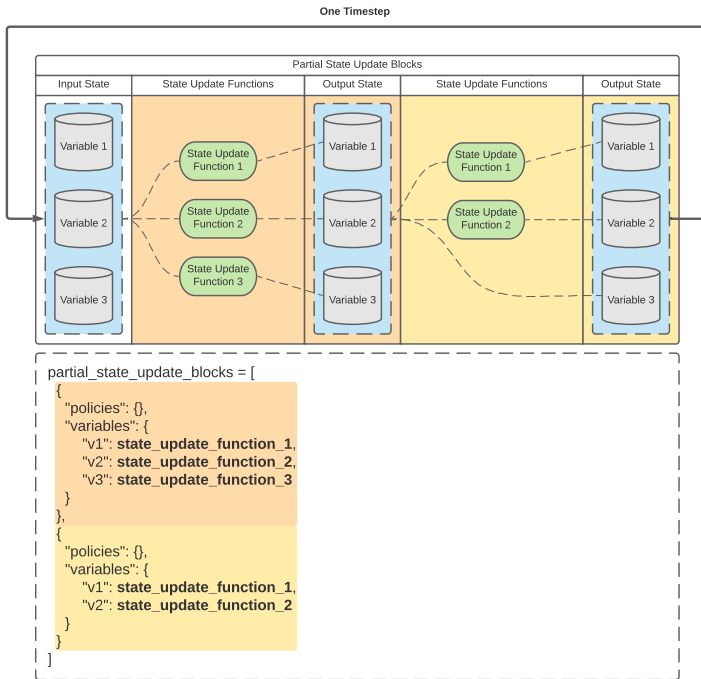 One Timestep
Partial State Update Blocks
Input State
State Update Functions
Output State
State Update Functions
Output State
Variable 1
Variable 2
Variable 3
State Update
Function 1
State Update
Function 2
State Update
Function 3
Variable 1
Variable 2
Variable 3
State Update
Function 1
State Update
Function 2
Variable 1
Variable 2
Variable 3
partial_state_update_blocks = [
{
"policies": {},
"variables": {
"v1": state_update_function_1,
"v2": state_update_function_2,
"v3": state_update_function_3
}
},
{
"policies": {},
"variables": {
"v1": state_update_function_1,
"v2": state_update_function_2
}
}
]